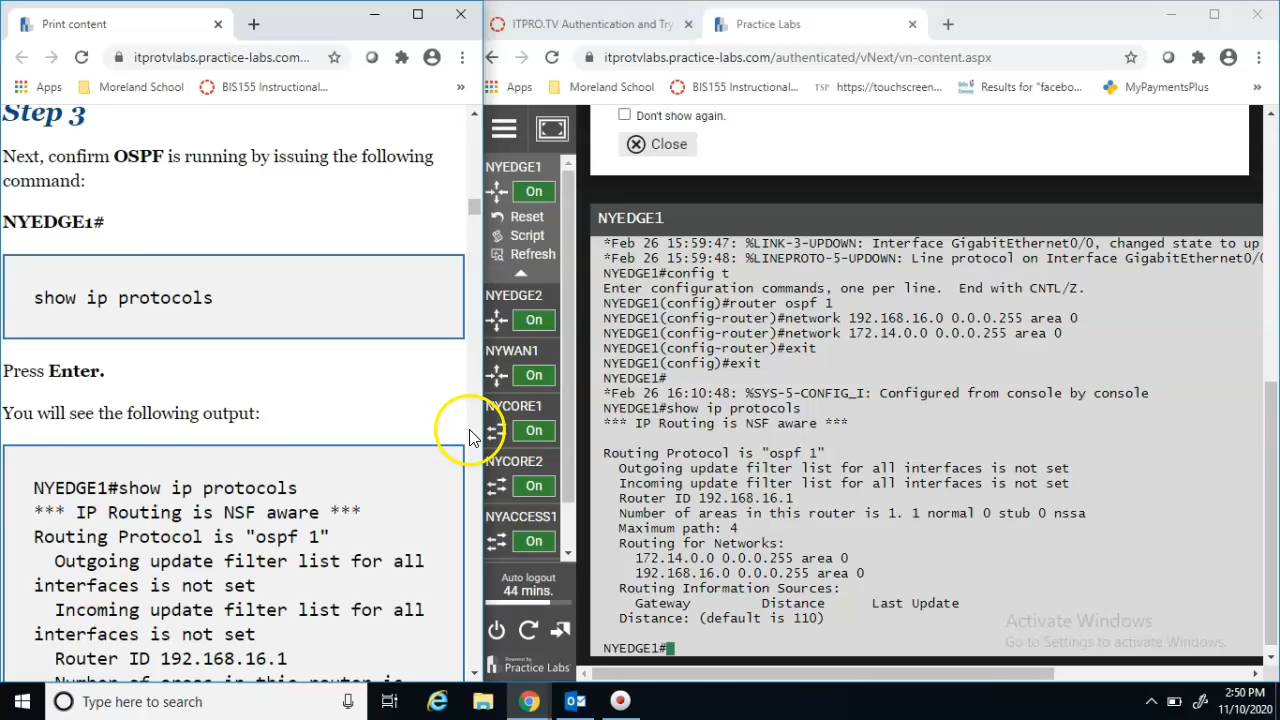 Print content
itprotvlabs.practice-labs.com...
Apps
Moreland School
BIS155 Instructional...
»
Step 3
Next, confirm OSPF is running by issuing the following
command:
NYEDGE1#
show ip protocols
Press Enter.
You will see the following output:
NYEDGE1#show ip protocols
*** IP Routing is NSF aware ***
Routing Protocol is "ospf 1"
Outgoing update filter list for all
interfaces is not set
Incoming update filter list for all
interfaces is not set
Router ID 192.168.16.1
Number of areas in this router is
ITPRO.TV Authentication and Try
Practice Labs
itprotvlabs.practice-labs.com/authenticated/vNext/vn-content.aspx
Apps
Moreland School
BIS155 Instructional...
TSP
https://touchscreen...
Results for "facebo...
MyPaymentsPlus
»
Don't show again.
Close
NYEDGE1
On
Reset
Script
Refresh
NYEDGE2
On
NYWAN1
On
NYCORE1
On
NYCORE2
On
NYACCESS1
On
Auto logout
44 mins.
Powered by
Practice Labs
NYEDGE1
*Feb 26 15:59:47: %LINK-3-UPDOWN: Interface GigabitEthernet0/0, changed state to up
*Feb 26 15:59:48: %LINEPROTO-5-UPDOWN: Line protocol on Interface GigabitEthernet0/
NYEDGE1#config t
Enter configuration commands, one per line.  End with CNTL/Z.
NYEDGE1(config)#router ospf 1
NYEDGE1(config-router)#network 192.168.16.0 0.0.0.255 area 0
NYEDGE1(config-router)#network 172.14.0.0 0.0.0.255 area 0
NYEDGE1(config-router)#exit
NYEDGE1(config)#exit
NYEDGE1#
*Feb 26 16:10:48: %SYS-5-CONFIG_I: Configured from console by console
NYEDGE1#show ip protocols
*** IP Routing is NSF aware ***
Routing Protocol is "ospf 1"
Outgoing update filter list for all interfaces is not set
Incoming update filter list for all interfaces is not set
Router ID 192.168.16.1
Number of areas in this router is 1. 1 normal 0 stub 0 nssa
Maximum path: 4
Routing for Networks:
172.14.0.0 0.0.0.255 area 0
192.168.16.0 0.0.0.255 area 0
Routing Information Sources:
Gateway Distance Last Update
Distance: (default is 110)
NYEDGE1#
Activate Windows
Go to Settings to activate Windows.
Type here to search
2:50 PM
11/10/2020